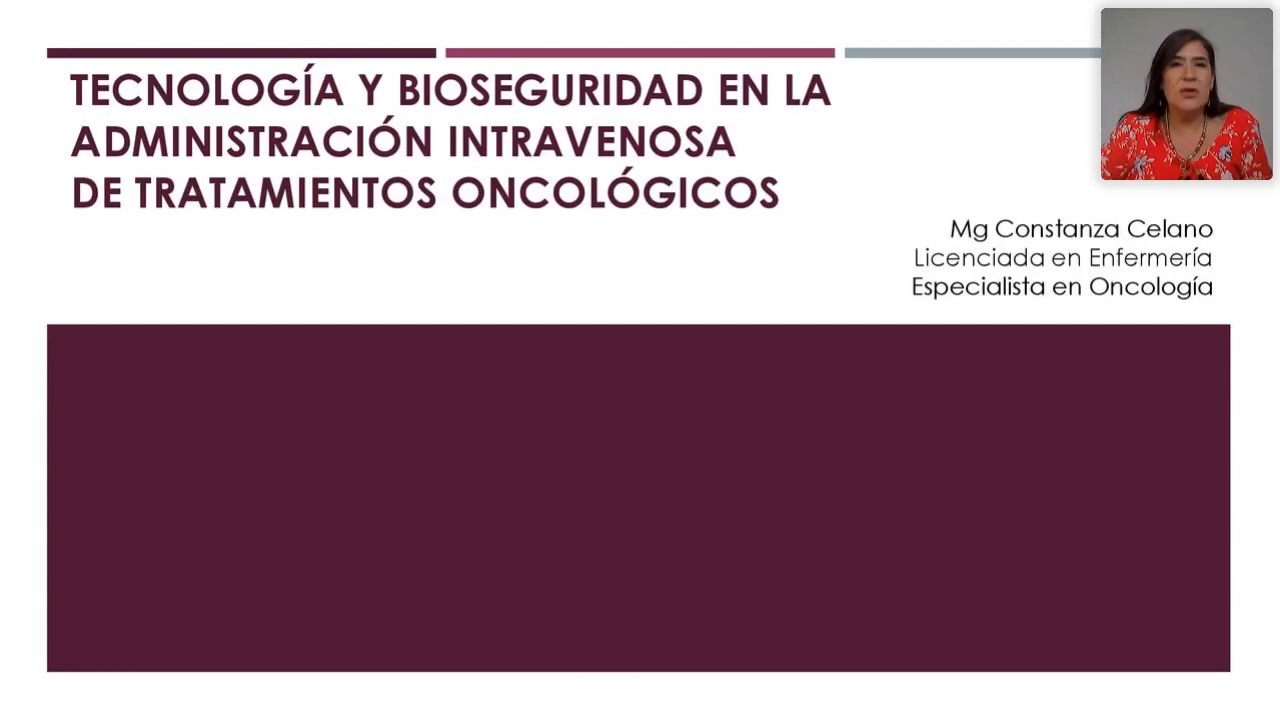 TECNOLOGÍA Y BIOSEGURIDAD EN LA
ADMINISTRACIÓN INTRAVENOSA
DE TRATAMIENTOS ONCOLÓGICOS
Mg Constanza Celano
Licenciada en Enfermería
Especialista en Oncología